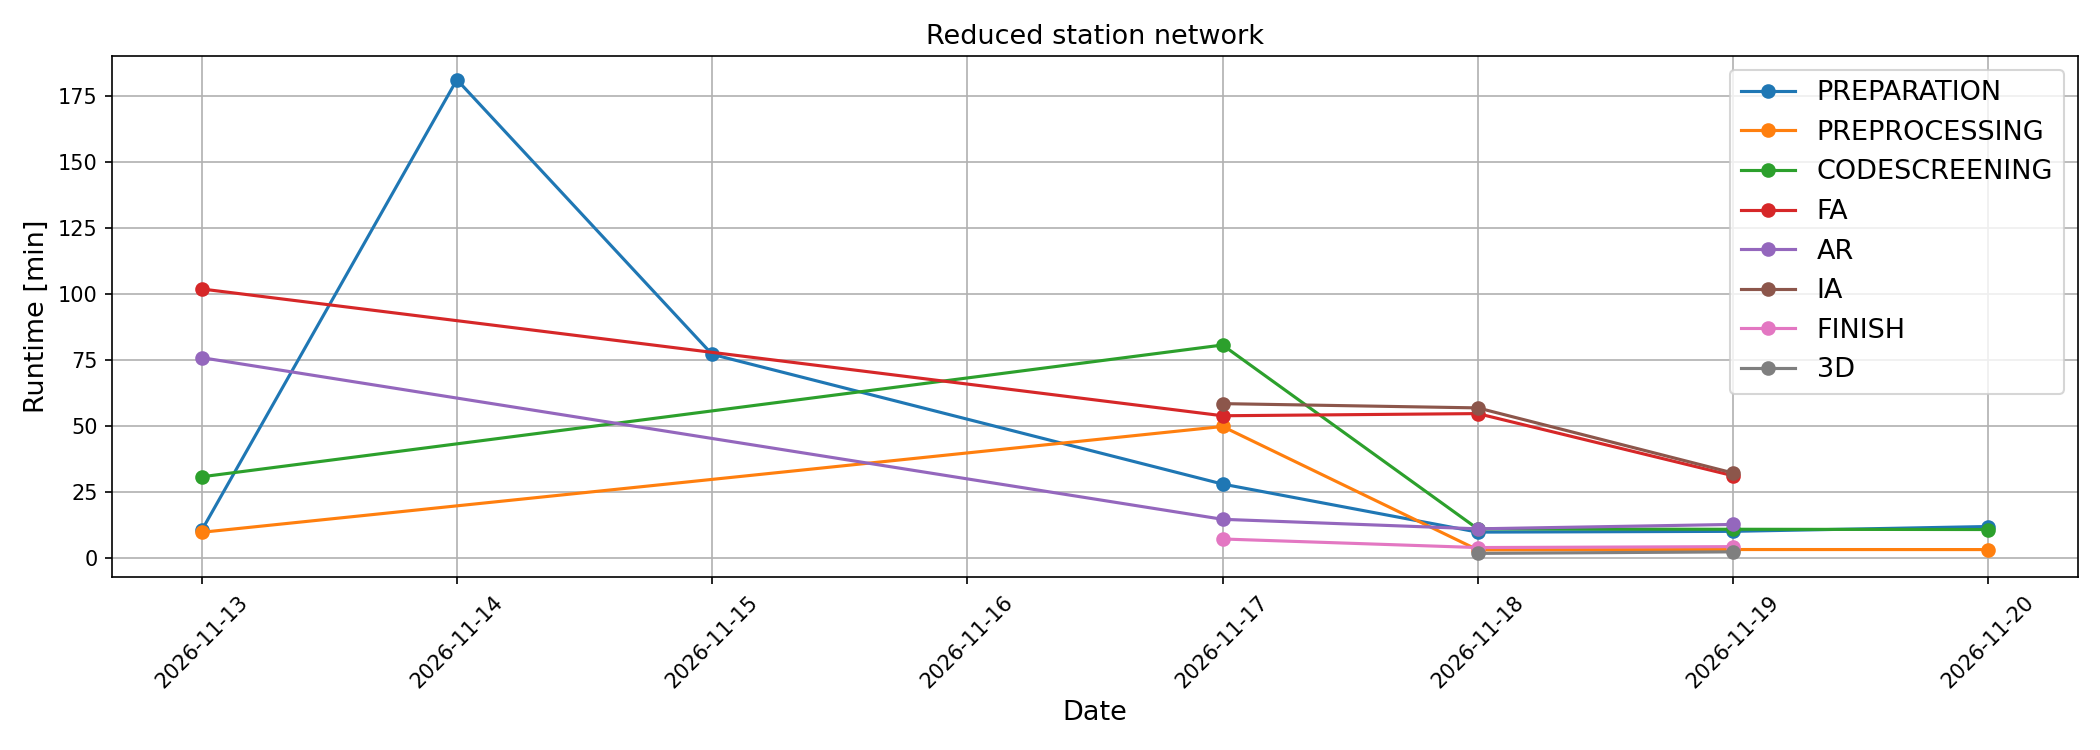 Reduced station network
Runtime [min]
175
150
125
100
75
50
25
0
PREPARATION
PREPROCESSING
CODESCREENING
FA
AR
IA
FINISH
3D
2026-11-13
2026-11-14
2026-11-15
2026-11-16
2026-11-17
2026-11-18
2026-11-19
2026-11-20
Date